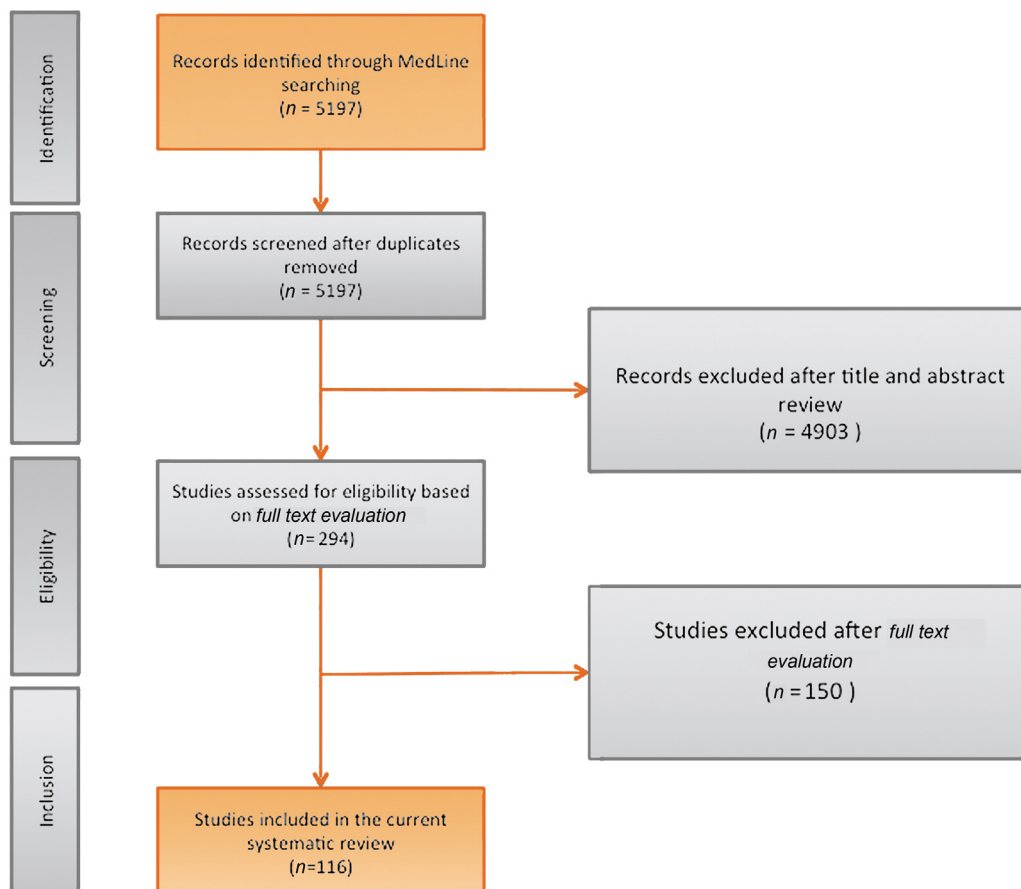 Identification
Records identified through MedLine
searching
(n = 5197)
Screening
Records screened after duplicates
removed
(n = 5197)
Records excluded after title and abstract
review
(n = 4903 )
Eligibility
Studies assessed for eligibility based
on full text evaluation
(n= 294)
Studies excluded after full text
evaluation
(n = 150 )
Inclusion
Studies included in the current
systematic review
(n=116)